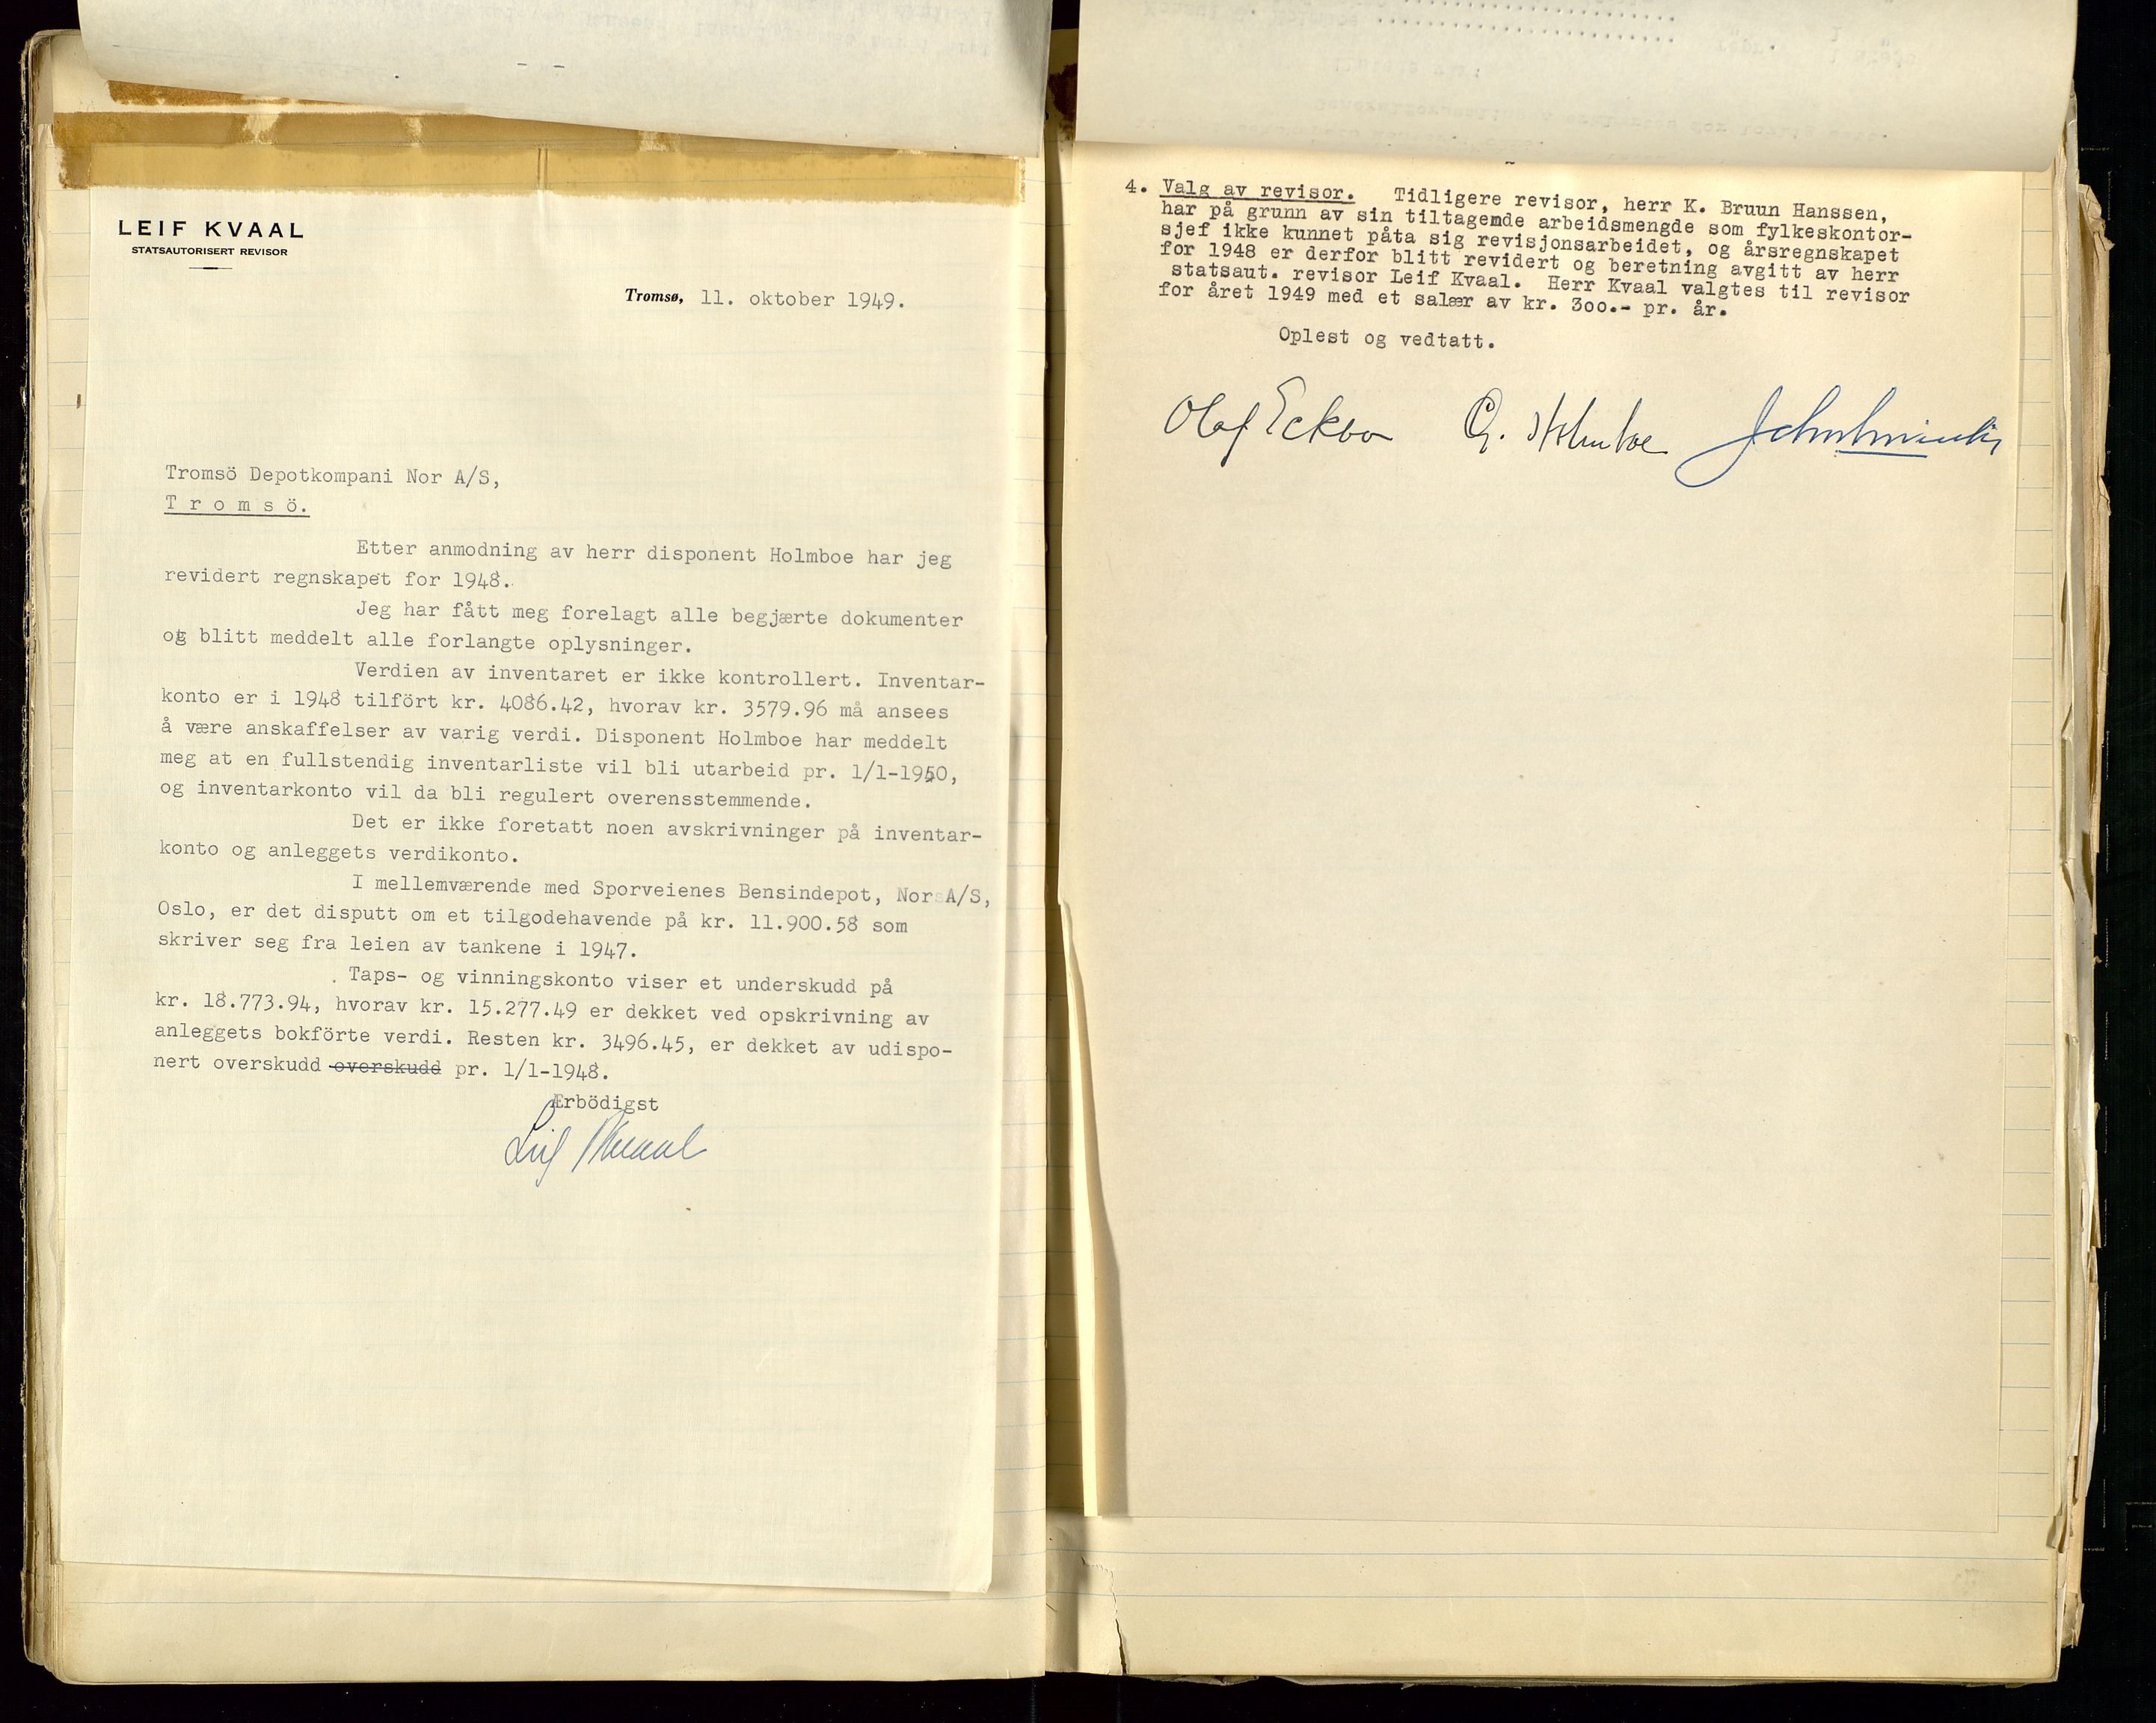 LEIF KVAAL
STATSAUTORISERT REVISOR
Tromsø, 11. oktober 1949.
Tromsö Depotkompani Nor A/S,
T r o m s ö.
Etter anmodning av herr disponent Holmboe har jeg
revidert regnskapet for 1948.
Jeg har fått meg forelagt alle begjærte dokumenter
og blitt meddelt alle forlangte oplysninger.
Verdien av inventaret er ikke kontrollert. Inventar-
konto er i 1948 tilfört kr. 4086.42, hvorav kr. 3579.96 må ansees
å være anskaffelser av varig verdi. Disponent Holmboe har meddelt
meg at en fullstendig inventarliste vil bli utarbeid pr. 1/1-1950,
og inventarkonto vil da bli regulert overensstemmende.
Det er ikke foretatt noen avskrivninger på inventar-
konto og anleggets verdikonto.
I mellemværende med Sporveienes Bensindepot, Nor A/S,
Oslo, er det disputt om et tilgodehavende på kr. 11.900.58 som
skriver seg fra leien av tankene i 1947.
Taps- og vinningskonto viser et underskudd på
kr. 18.773.94, hvorav kr. 15.277.49 er dekket ved opskrivning av
anleggets bokförte verdi. Resten kr. 3496.45, er dekket av udispo-
nert overskudd overskudd pr. 1/1-1948.
Ærbödigst
Leif Kvaal
4. Valg av revisor. Tidligere revisor, herr K. Bruun Hanssen,
har på grunn av sin tiltagende arbeidsmengde som fylkeskontor-
sjef ikke kunnet påta sig revisjonsarbeidet, og årsregnskapet
for 1948 er derfor blitt revidert og beretning avgitt av herr
statsaut. revisor Leif Kvaal. Herr Kvaal valgtes til revisor
for året 1949 med et salær av kr. 3oo.- pr. år.
Oplest og vedtatt.
Olaf Eckbo G. Holmboe